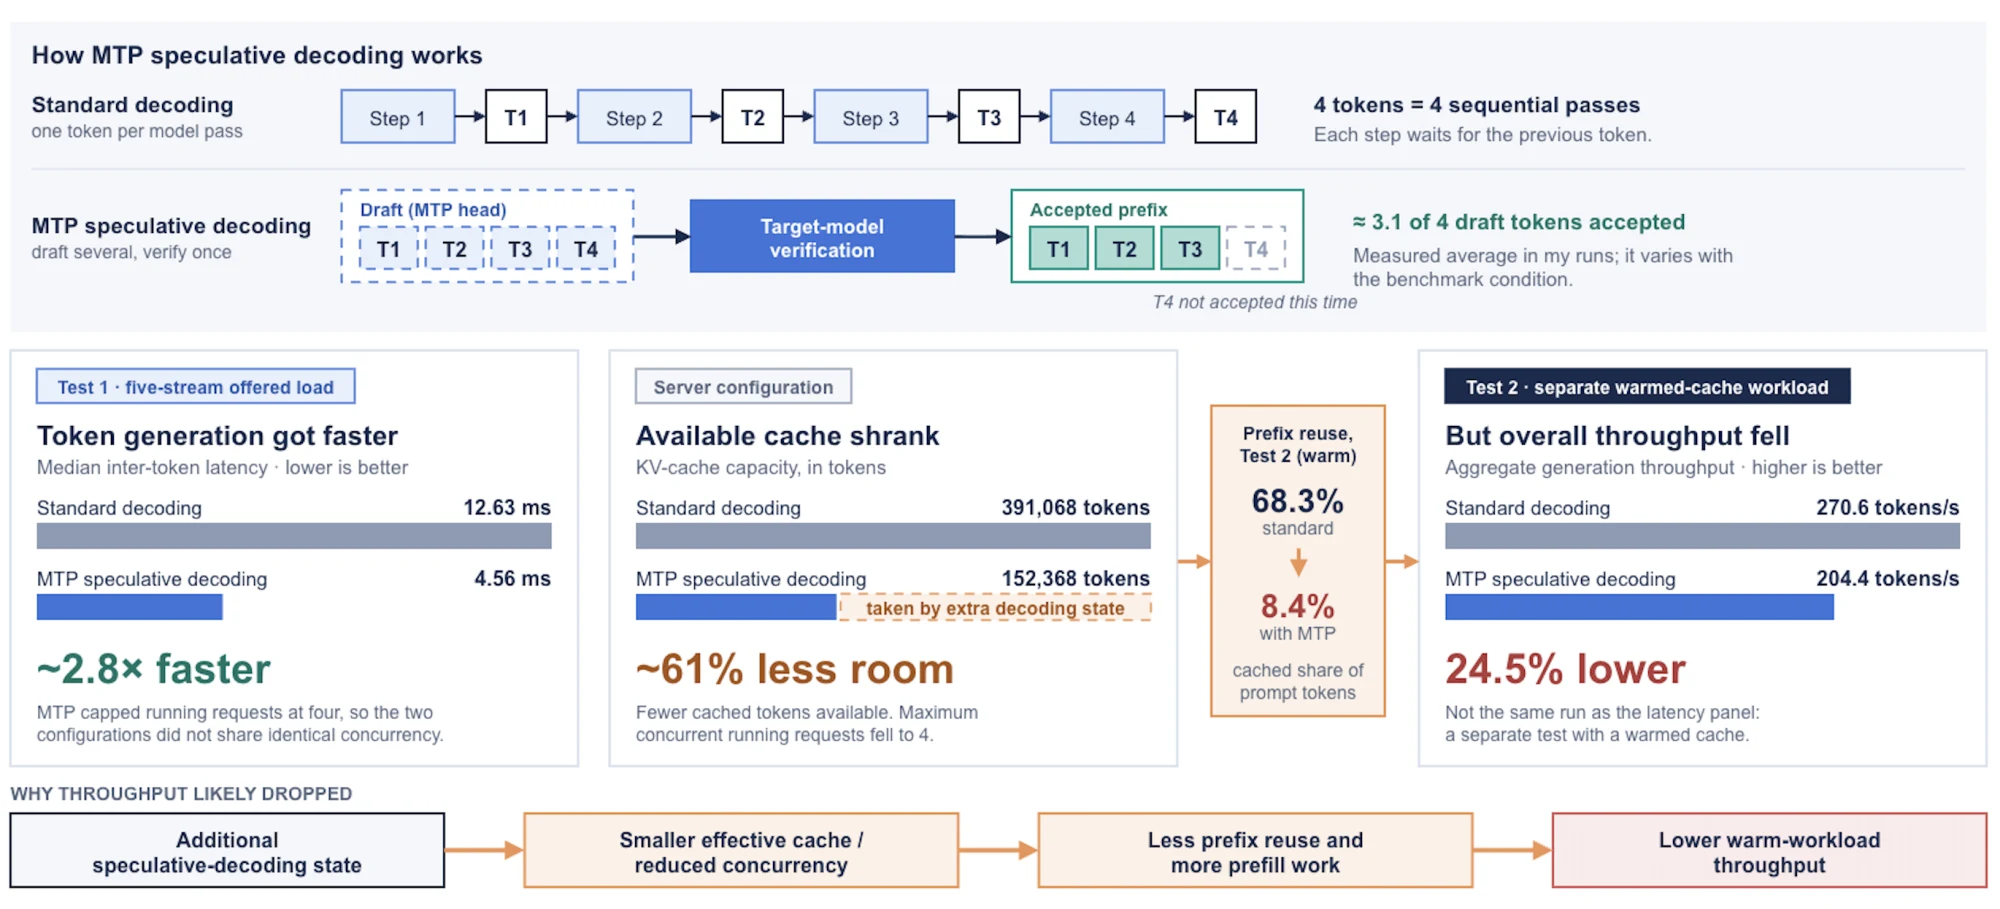 How MTP speculative decoding works
Standard decoding
one token per model pass
Step 1
T1
Step 2
T2
Step 3
T3
Step 4
T4
4 tokens = 4 sequential passes
Each step waits for the previous token.
MTP speculative decoding
draft several, verify once
Draft (MTP head)
T1
T2
T3
T4
Target-model
verification
Accepted prefix
T1
T2
T3
T4
T4 not accepted this time
≈ 3.1 of 4 draft tokens accepted
Measured average in my runs; it varies with
the benchmark condition.
Test 1 · five-stream offered load
Token generation got faster
Median inter-token latency · lower is better
Standard decoding
12.63 ms
MTP speculative decoding
4.56 ms
~2.8× faster
MTP capped running requests at four, so the two
configurations did not share identical concurrency.
Server configuration
Available cache shrank
KV-cache capacity, in tokens
Standard decoding
391,068 tokens
MTP speculative decoding
152,368 tokens
taken by extra decoding state
~61% less room
Fewer cached tokens available. Maximum
concurrent running requests fell to 4.
Prefix reuse,
Test 2 (warm)
68.3%
standard
8.4%
with MTP
cached share of
prompt tokens
Test 2 · separate warmed-cache workload
But overall throughput fell
Aggregate generation throughput · higher is better
Standard decoding
270.6 tokens/s
MTP speculative decoding
204.4 tokens/s
24.5% lower
Not the same run as the latency panel:
a separate test with a warmed cache.
WHY THROUGHPUT LIKELY DROPPED
Additional
speculative-decoding state
Smaller effective cache /
reduced concurrency
Less prefix reuse and
more prefill work
Lower warm-workload
throughput